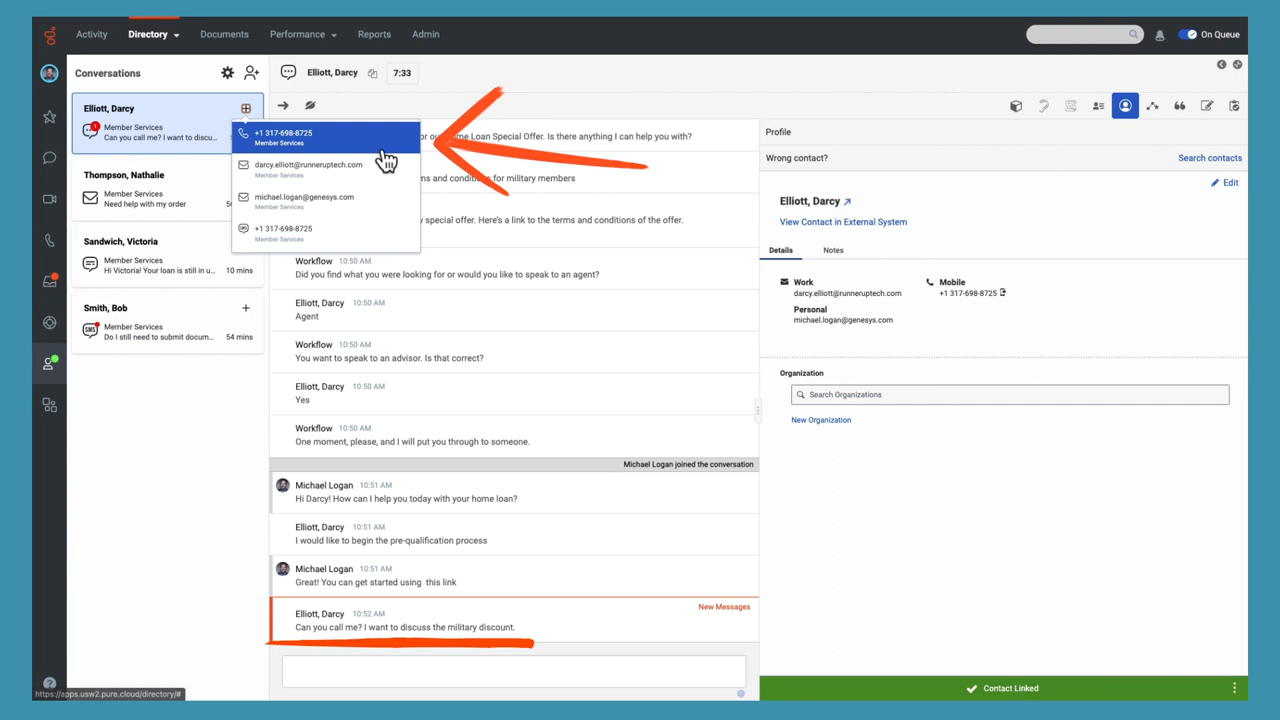 Activity
Directory
Documents
Performance
Reports
Admin
On Queue
Conversations
Elliott, Darcy
Member Services
Can you call me? I want to discu...
Thompson, Nathalie
Member Services
Need help with my order
Sandwich, Victoria
Member Services
Hi Victoria! Your loan is still in u... 10 mins
Smith, Bob
Member Services
Do I still need to submit docum... 54 mins
+1 317-698-8725
Member Services
darcy.elliott@runneruptech.com
Member Services
michael.logan@genesys.com
Member Services
SMS
+1 317-698-8725
Member Services
Elliott, Darcy 7:33
Loan Special Offer. Is there anything I can help you with?
for military members
special offer. Here's a link to the terms and conditions of the offer.
Workflow 10:50 AM
Did you find what you were looking for or would you like to speak to an agent?
Elliott, Darcy 10:50 AM
Agent
Workflow 10:50 AM
You want to speak to an advisor. Is that correct?
Elliott, Darcy 10:50 AM
Yes
Workflow 10:50 AM
One moment, please, and I will put you through to someone.
Michael Logan joined the conversation
Michael Logan 10:51 AM
Hi Darcy! How can I help you today with your home loan?
Elliott, Darcy 10:51 AM
I would like to begin the pre-qualification process
Michael Logan 10:51 AM
Great! You can get started using this link
New Messages
Elliott, Darcy 10:52 AM
Can you call me? I want to discuss the military discount.
Profile
Wrong contact? Search contacts
Edit
Elliott, Darcy
View Contact in External System
Details
Notes
Work
darcy.elliott@runneruptech.com
Mobile
+1 317-698-8725
Personal
michael.logan@genesys.com
Organization
Search Organizations
New Organization
Contact Linked
https://apps.usw2.pure.cloud/directory/#